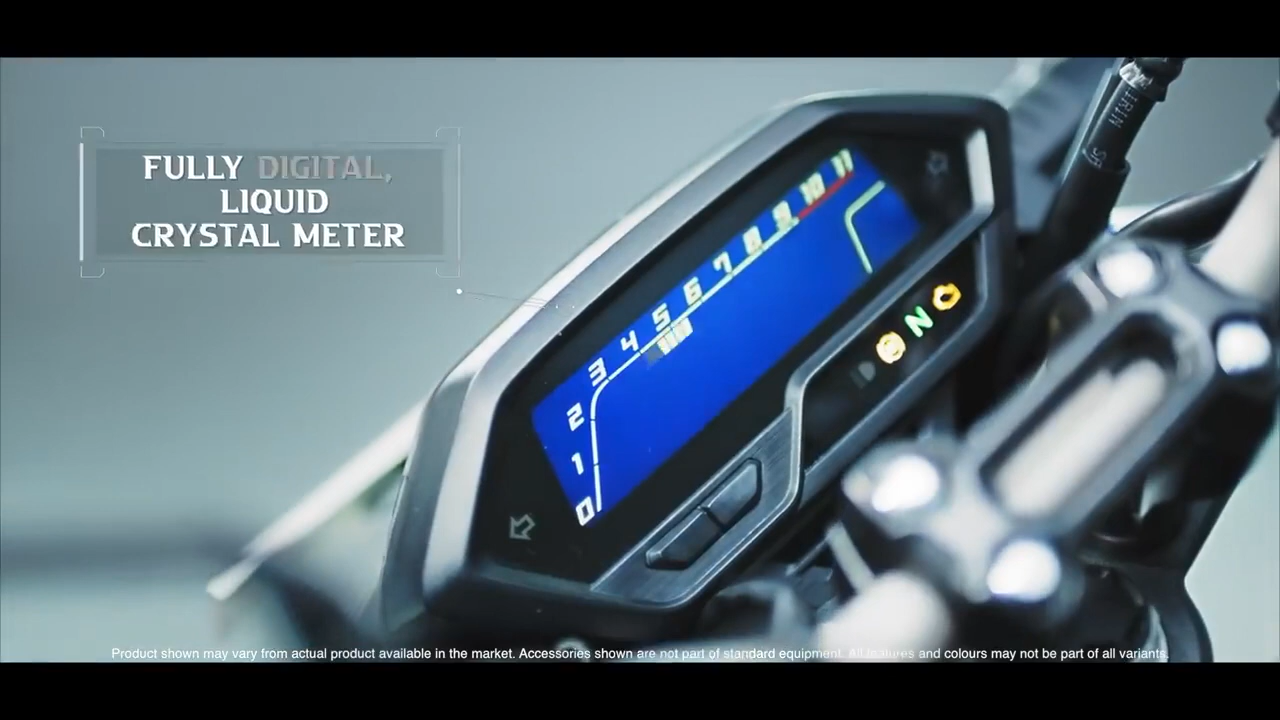 FULLY DIGITAL,
LIQUID
CRYSTAL METER
11
10
9
8
7
6
5
4
3
2
1
0
N
Product shown may vary from actual product available in the market. Accessories shown are not part of standard equipment. All features and colours may not be part of all variants.